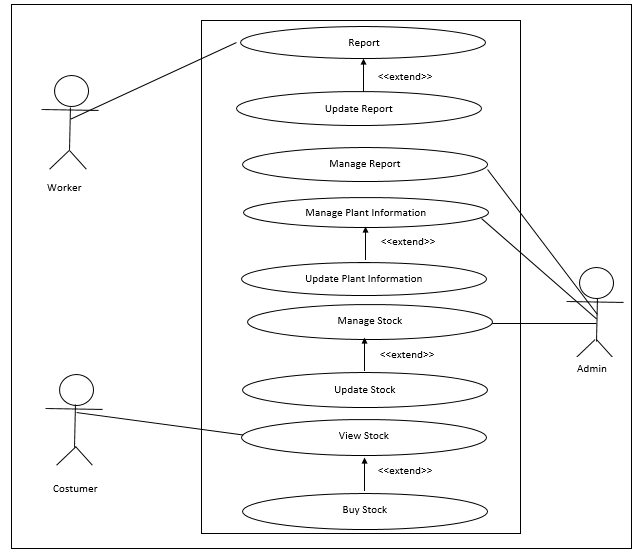 Report
<<extend>>
Update Report
Manage Report
Worker
Manage Plant Information
<<extend>>
Update Plant Information
Manage Stock
<<extend>>
Admin
Update Stock
View Stock
<<extend>>
Costumer
Buy Stock